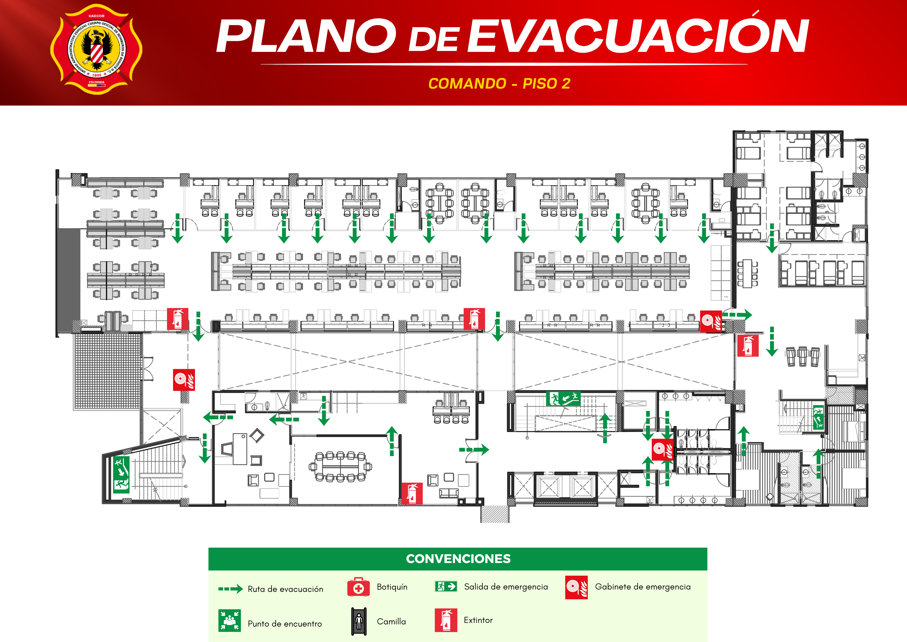 PLANO DE EVACUACIÓN
COMANDO - PISO 2
CONVENCIONES
Ruta de evacuación
Botiquín
Salida de emergencia
Gabinete de emergencia
Punto de encuentro
Camilla
Extintor